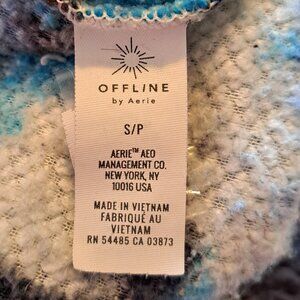 OFFLINE
by Aerie
S/P
AERIE™ AEO
MANAGEMENT CO.
NEW YORK, NY
10016 USA
MADE IN VIETNAM
FABRIQUÉ AU
VIETNAM
RN 54485 CA 03873